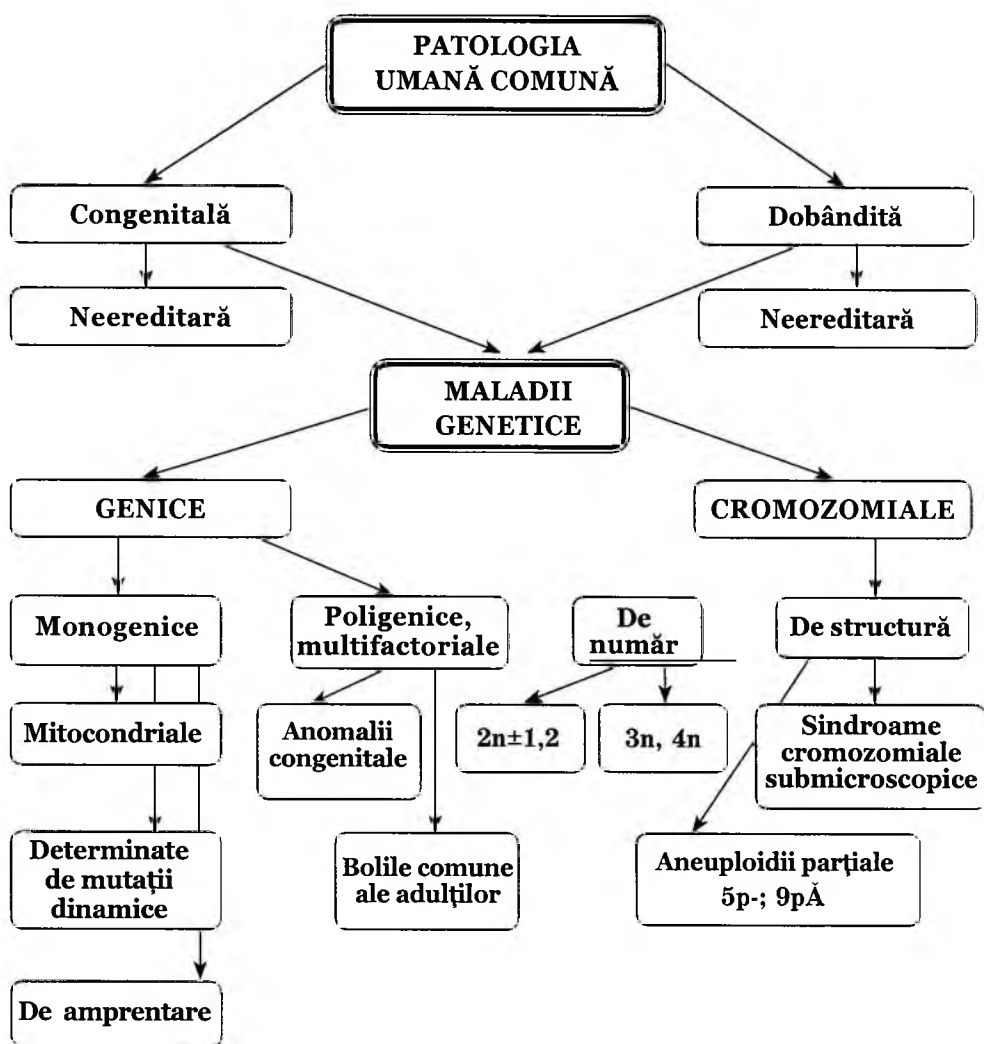 PATOLOGIA
UMANĂ COMUNĂ
Congenitală
Dobândită
Neereditară
Neereditară
MALADII
GENETICE
GENICE
CROMOZOMIALE
Monogenice
Poligenice,
multifactoriale
De
număr
De structură
Mitocondriale
Anomalii
congenitale
2n±1,2
3n, 4n
Sindroame
cromozomiale
submicroscopice
Determinate
de mutații
dinamice
Bolile comune
ale adulților
Aneuploidii parțiale
5p-; 9pĂ
De amprentare